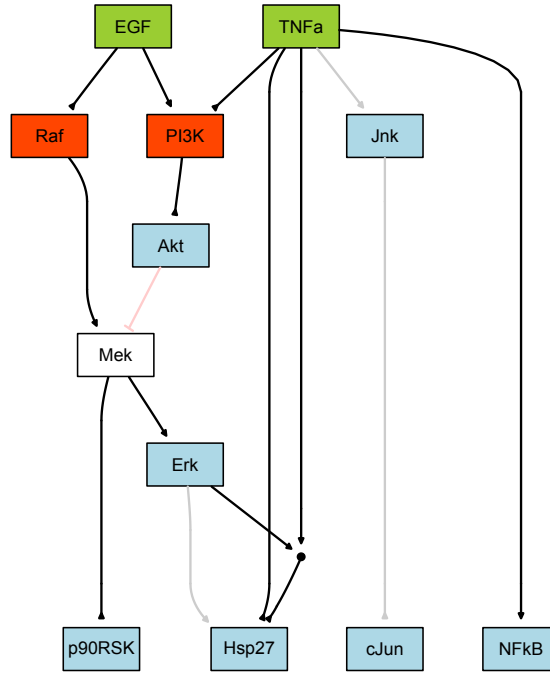 EGF
TNFa
Raf
PI3K
Jnk
Akt
Mek
Erk
p90RSK
Hsp27
cJun
NFkB